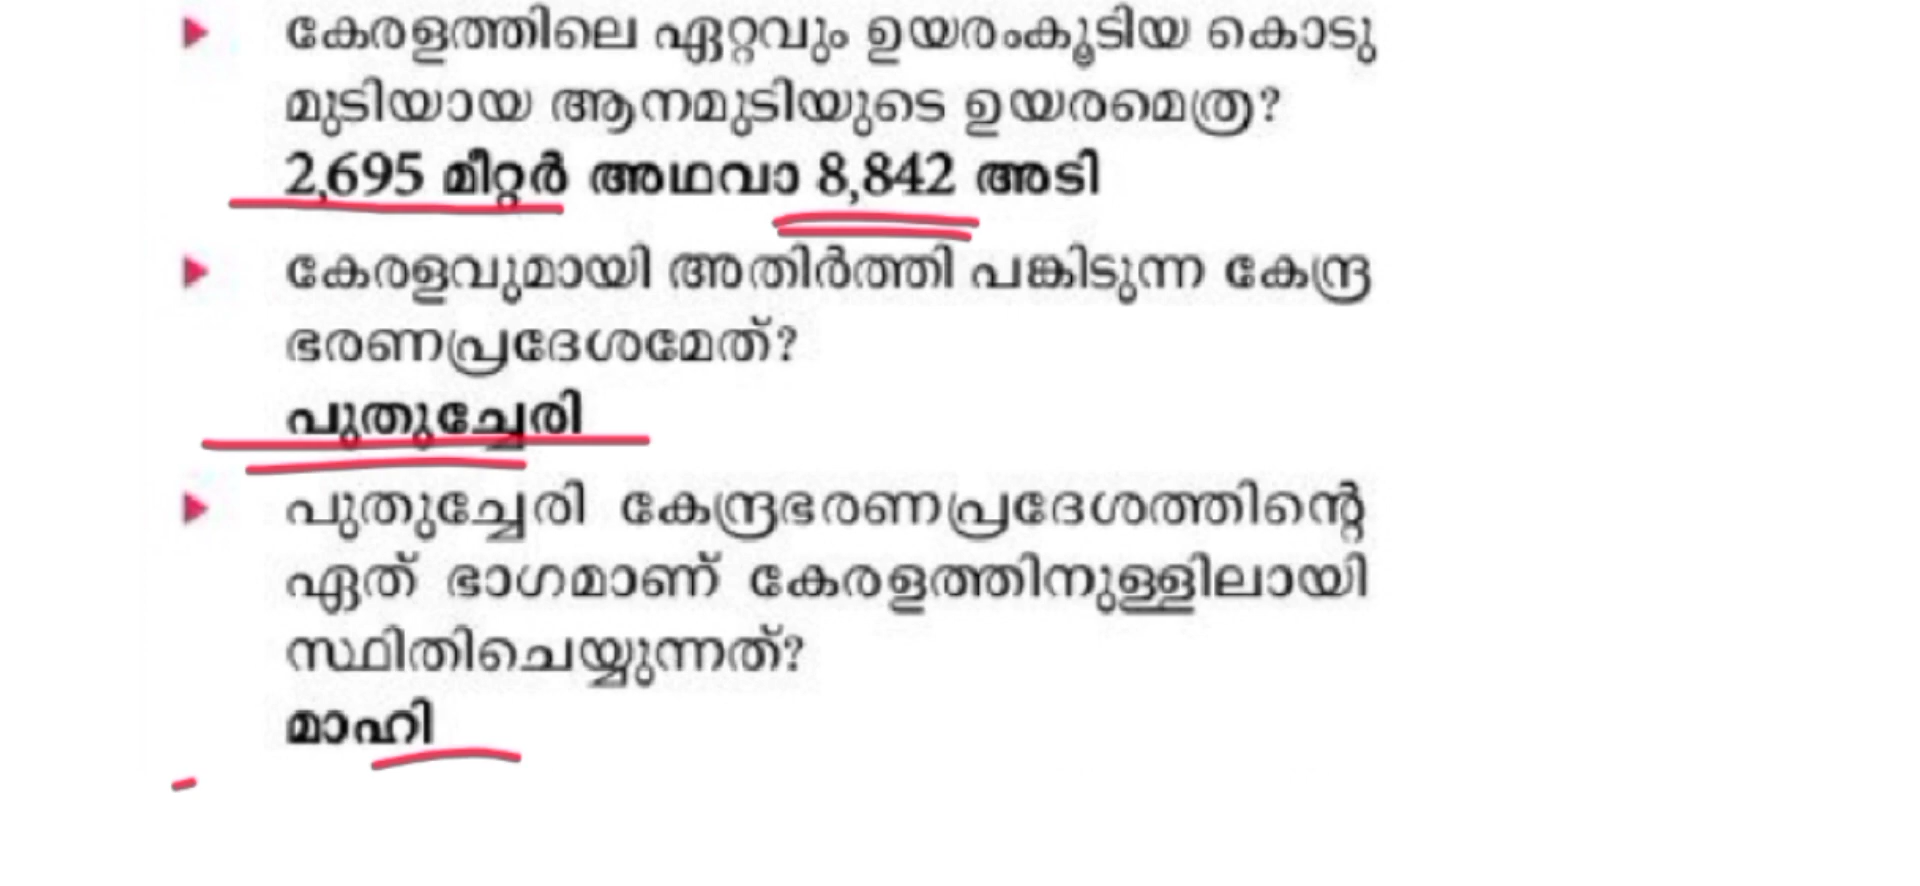 കേരളത്തിലെ ഏറ്റവും ഉയരംകൂടിയ കൊടു
മുടിയായ ആനമുടിയുടെ ഉയരമെത്ര?
2,695 മീറ്റർ അഥവാ 8,842 അടി
കേരളവുമായി അതിർത്തി പങ്കിടുന്ന കേന്ദ്ര
ഭരണപ്രദേശമേത്?
പുതുച്ചേരി
പുതുച്ചേരി കേന്ദ്രഭരണപ്രദേശത്തിന്റെ
ഏത് ഭാഗമാണ് കേരളത്തിനുള്ളിലായി
സ്ഥിതിചെയ്യുന്നത്?
മാഹി